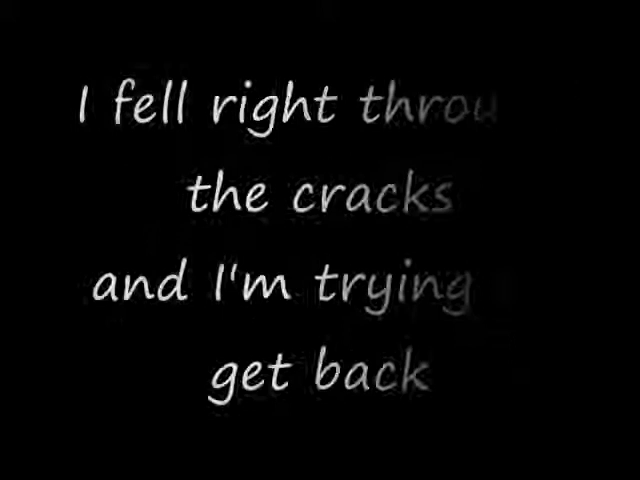 I fell right throu
the cracks
and I'm trying
get back